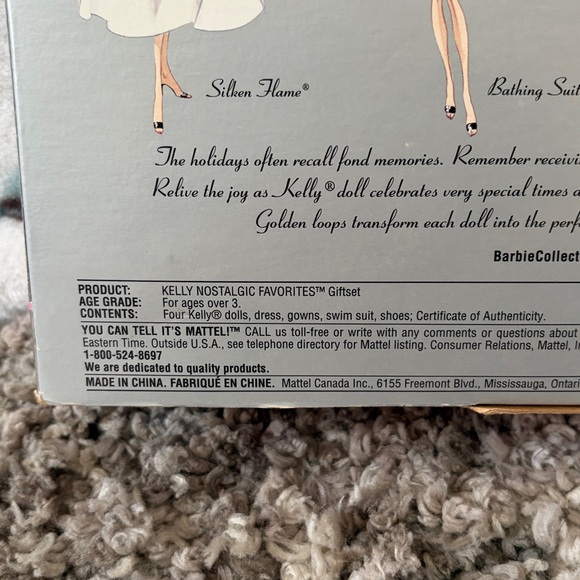 Silken Flame®
Bathing Suit
The holidays often recall fond memories. Remember
Relive the joy as Kelly® doll celebrates very special times
Golden loops transform each doll into the
BarbieCollect
PRODUCT: KELLY NOSTALGIC FAVORITES™ Giftset
AGE GRADE: For ages over 3.
CONTENTS: Four Kelly® dolls, dress, gowns, swim suit, shoes; Certificate of Authenticity.
YOU CAN TELL IT'S MATTEL!™ CALL us toll-free or write with any comments or questions about
Eastern Time. Outside U.S.A., see telephone directory for Mattel listing. Consumer Relations, Mattel,
1-800-524-8697
We are dedicated to quality products.
MADE IN CHINA. FABRIQUÉ EN CHINE. Mattel Canada Inc., 6155 Freemont Blvd., Mississauga,